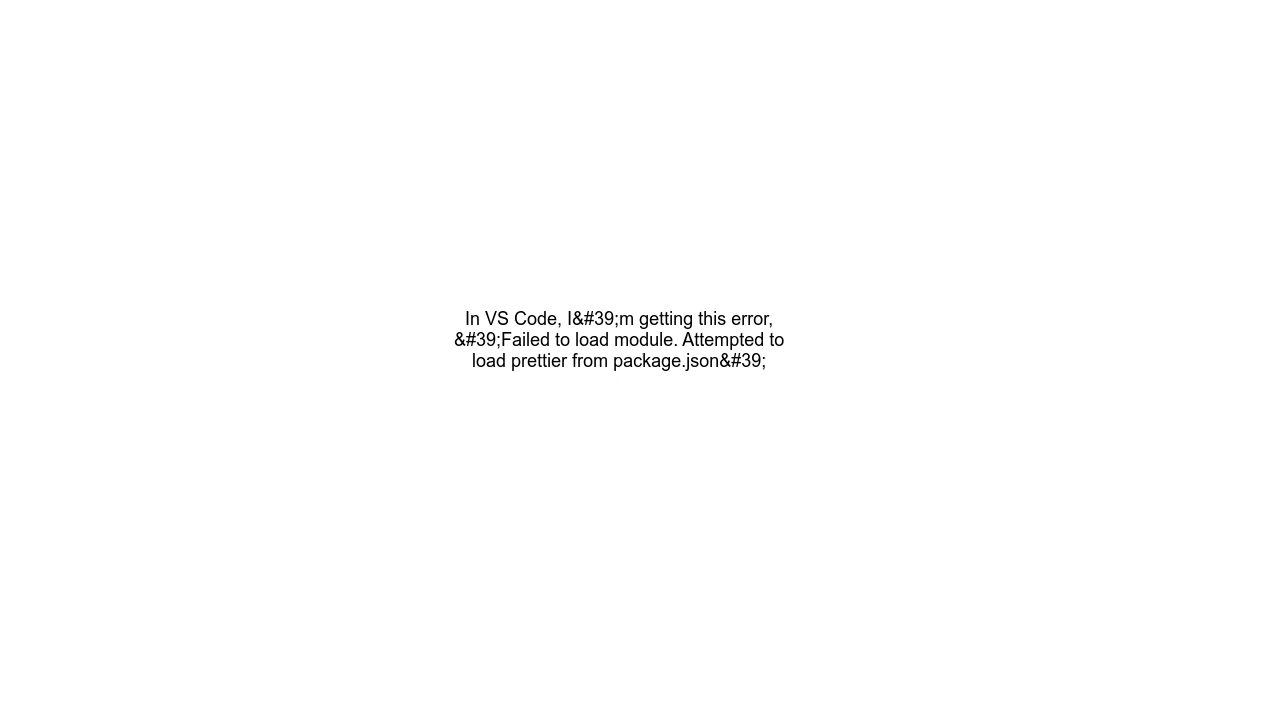 In VS Code, I&#39;m getting this error,
&#39;Failed to load module. Attempted to
load prettier from package.json&#39;